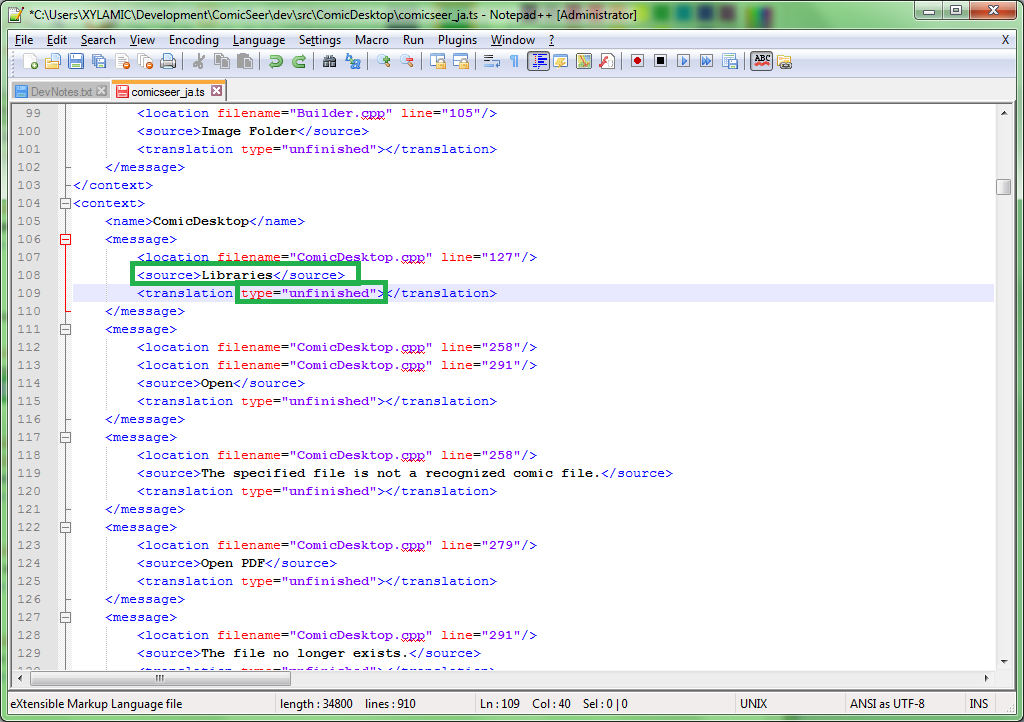 *C:\Users\XYLAMIC\Development\ComicSeer\dev\src\ComicDesktop\comicseer_ja.ts - Notepad++ [Administrator]
File Edit Search View Encoding Language Settings Macro Run Plugins Window ? X
ABC
DevNotes.txt comicseer_ja.ts
99 <location filename="Builder.cpp" line="105"/>
100 <source>Image Folder</source>
101 <translation type="unfinished"></translation>
102 </message>
103 </context>
104 <context>
105 <name>ComicDesktop</name>
106 <message>
107 <location filename="ComicDesktop.cpp" line="127"/>
108 <source>Libraries</source>
109 <translation type="unfinished"></translation>
110 </message>
111 <message>
112 <location filename="ComicDesktop.cpp" line="258"/>
113 <location filename="ComicDesktop.cpp" line="291"/>
114 <source>Open</source>
115 <translation type="unfinished"></translation>
116 </message>
117 <message>
118 <location filename="ComicDesktop.cpp" line="258"/>
119 <source>The specified file is not a recognized comic file.</source>
120 <translation type="unfinished"></translation>
121 </message>
122 <message>
123 <location filename="ComicDesktop.cpp" line="279"/>
124 <source>Open PDF</source>
125 <translation type="unfinished"></translation>
126 </message>
127 <message>
128 <location filename="ComicDesktop.cpp" line="291"/>
129 <source>The file no longer exists.</source>
130 <translation type="unfinished"></translation>
eXtensible Markup Language file length : 34800 lines : 910 Ln : 109 Col : 40 Sel : 0 | 0 UNIX ANSI as UTF-8 INS